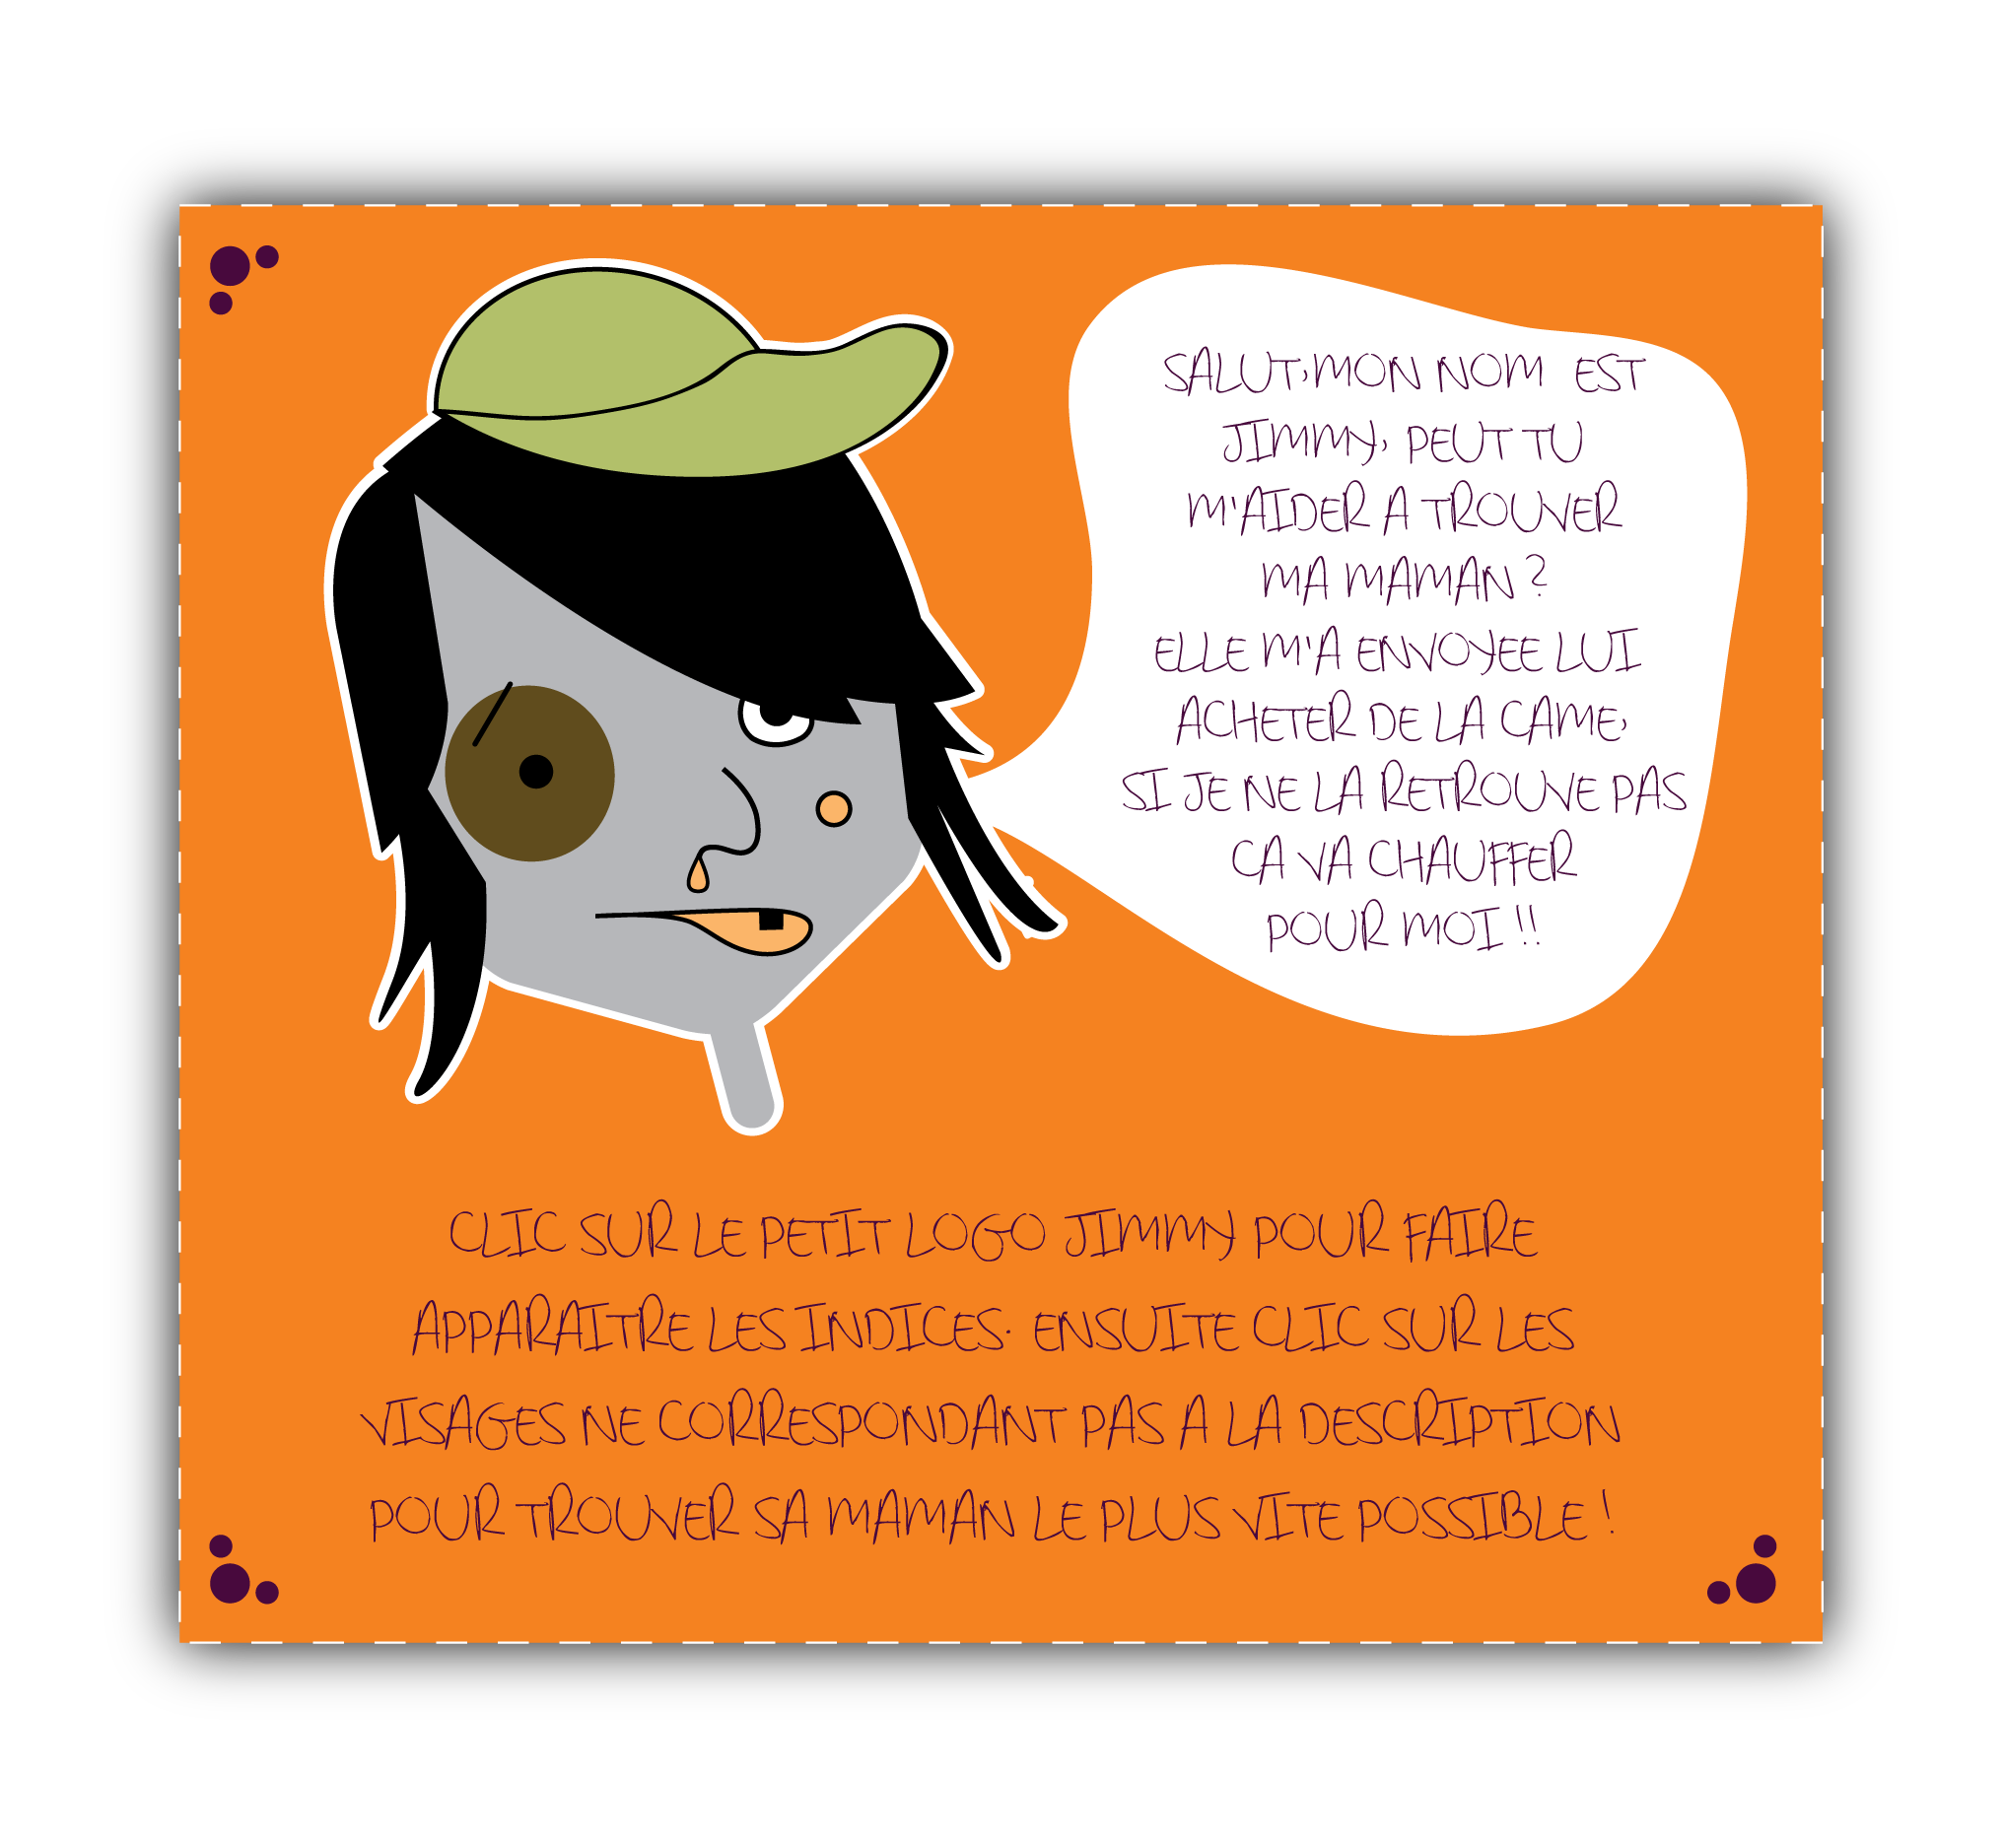 SALUT, MON NOM EST
JIMMY, PEUT TU
M'AIDER A TROUVER
MA MAMAN ?
ELLE M'A ENVOYEE LUI
ACHETER DE LA CAME,
SI JE NE LA RETROUVE PAS
CA VA CHAUFFER
POUR MOI !!
CLIC SUR LE PETIT LOGO JIMMY POUR FAIRE
APPARAITRE LES INDICES. ENSUITE CLIC SUR LES
VISAGES NE CORRESPONDANT PAS A LA DESCRIPTION
POUR TROUVER SA MAMAN LE PLUS VITE POSSIBLE !